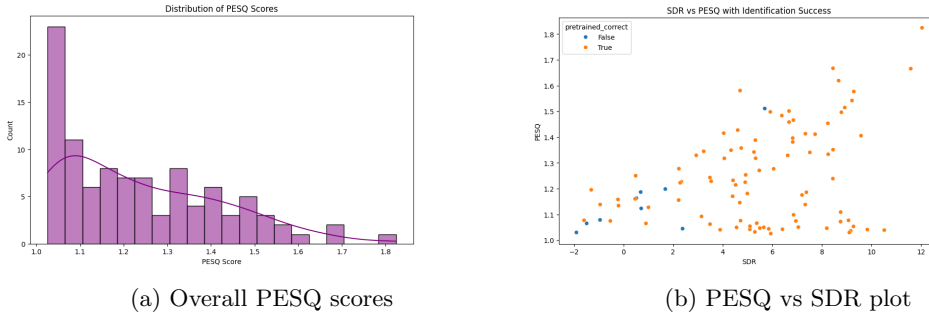 Distribution of PESQ Scores
Count
20
15
10
5
0
1.0 1.1 1.2 1.3 1.4 1.5 1.6 1.7 1.8
PESQ Score
(a) Overall PESQ scores
SDR vs PESQ with Identification Success
pretrained_correct
False
True
PESQ
1.8
1.7
1.6
1.5
1.4
1.3
1.2
1.1
1.0
−2 0 2 4 6 8 10 12
SDR
(b) PESQ vs SDR plot